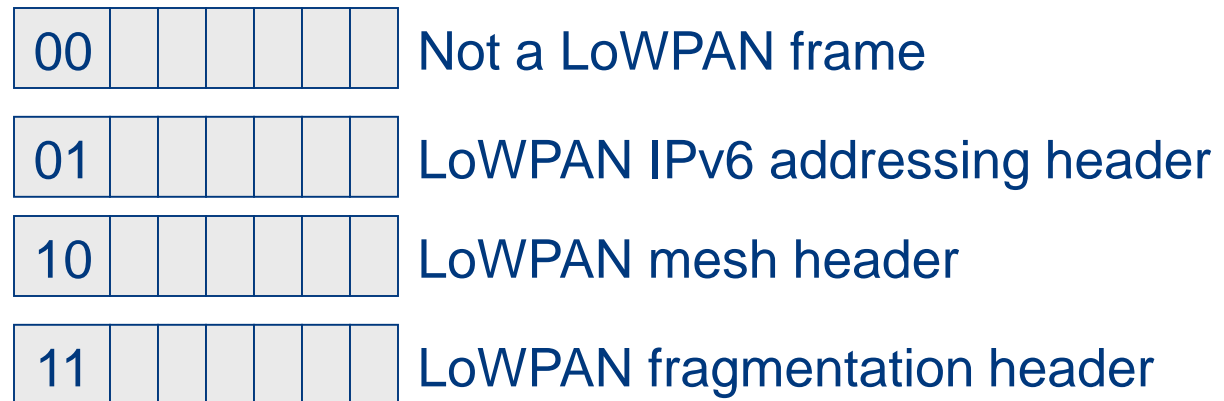 00 Not a LoWPAN frame
01 LoWPAN IPv6 addressing header
10 LoWPAN mesh header
11 LoWPAN fragmentation header